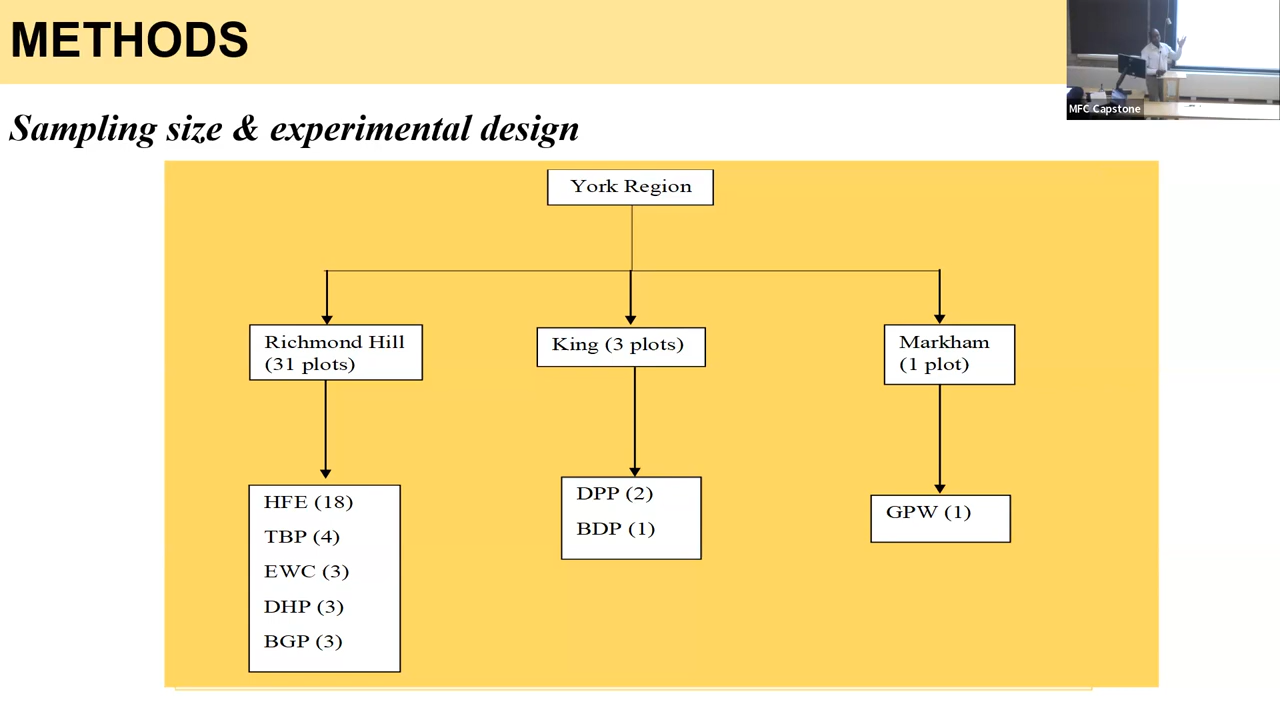 METHODS
MFC Capstone
Sampling size & experimental design
York Region
Richmond Hill
(31 plots)
King (3 plots)
Markham
(1 plot)
HFE (18)
TBP (4)
EWC (3)
DHP (3)
BGP (3)
DPP (2)
BDP (1)
GPW (1)